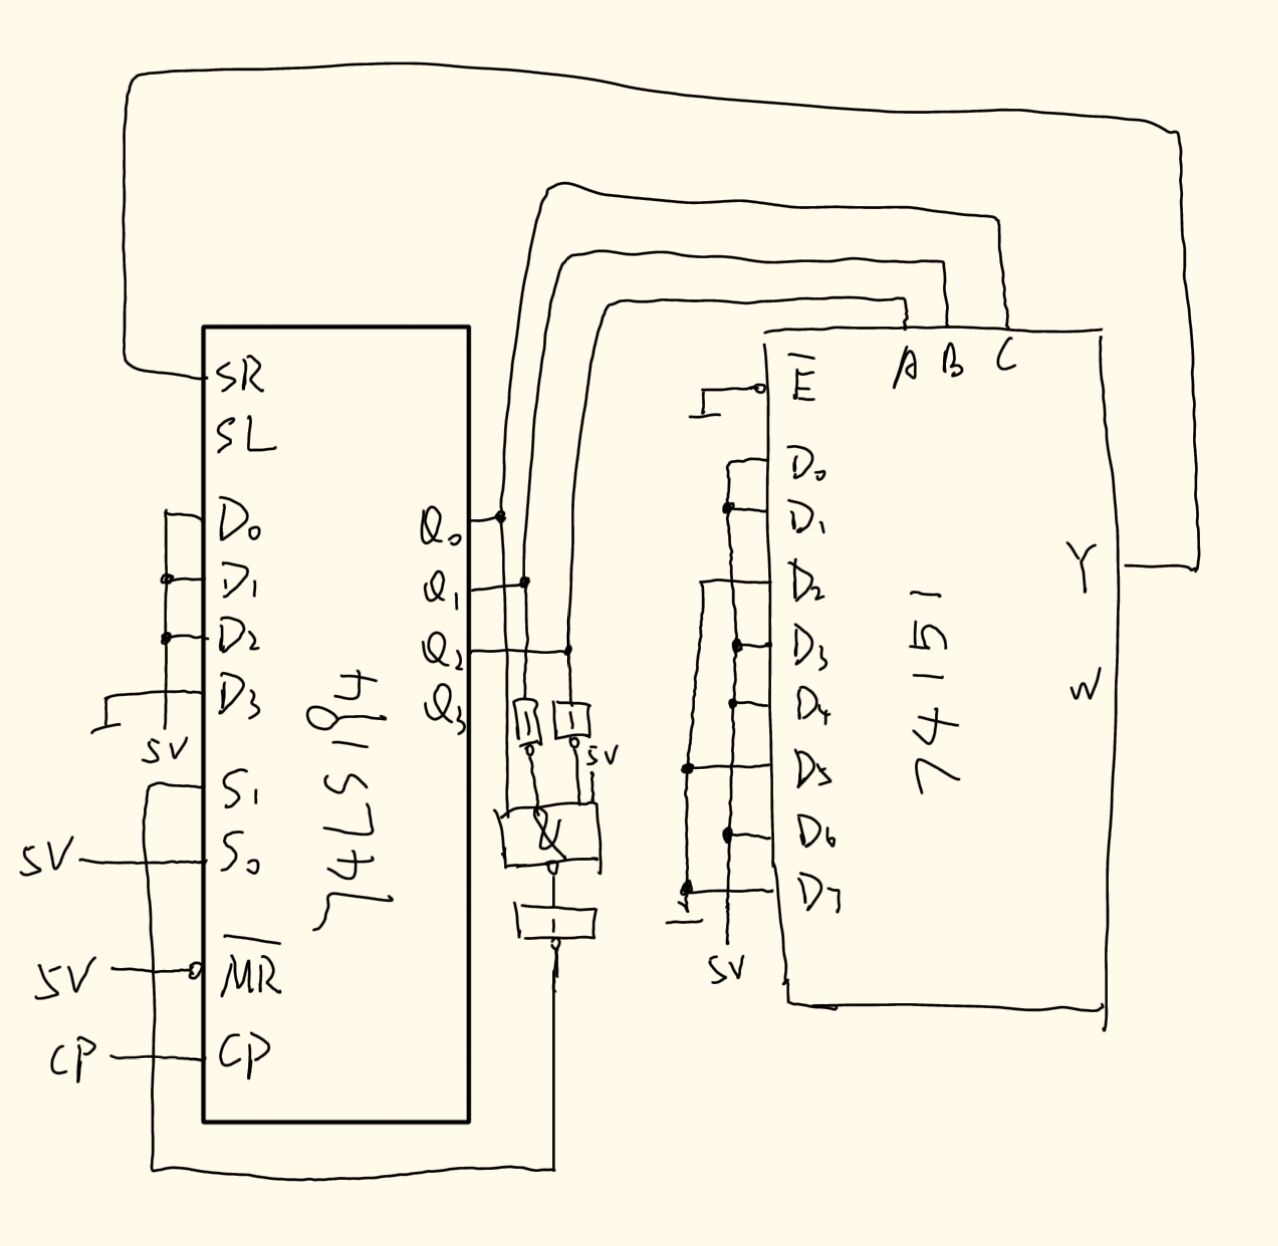 SR
SL
D₀
D₁
D₂
D₃
5V
S₁
5V
S₀
5V
M̅R̅
CP
CP
74LS194
Q₀
Q₁
Q₂
Q₃
1
1
5V
&
1
E̅
A B C
D₀
D₁
D₂
D₃
D₄
D₅
D₆
D₇
5V
74151
Y
W